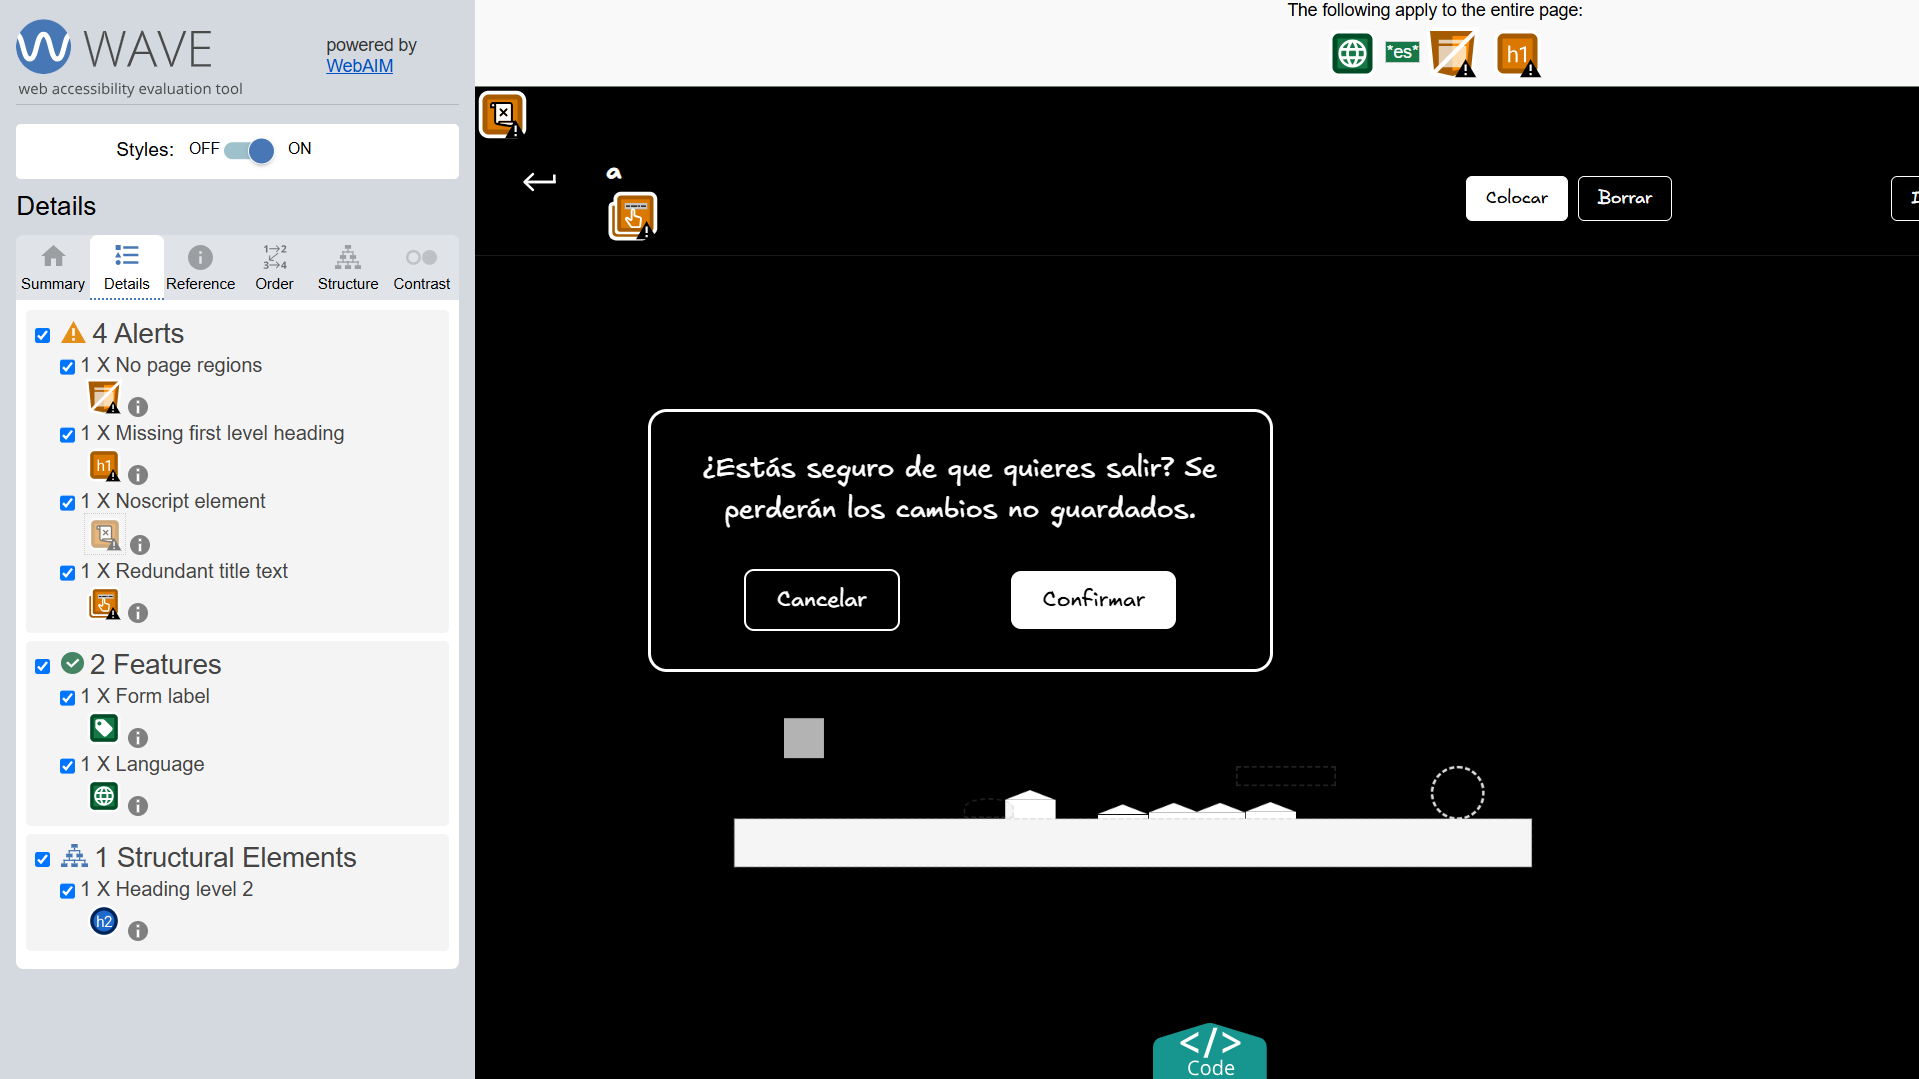 WAVE
web accessibility evaluation tool
powered by
WebAIM
Styles: OFF ON
Details
Summary Details Reference Order Structure Contrast
4 Alerts
1 X No page regions
1 X Missing first level heading
h1
1 X Noscript element
1 X Redundant title text
2 Features
1 X Form label
1 X Language
1 Structural Elements
1 X Heading level 2
h2
The following apply to the entire page:
*es* h1
a
Colocar Borrar
¿Estás seguro de que quieres salir? Se
perderán los cambios no guardados.
Cancelar Confirmar
</>
Code